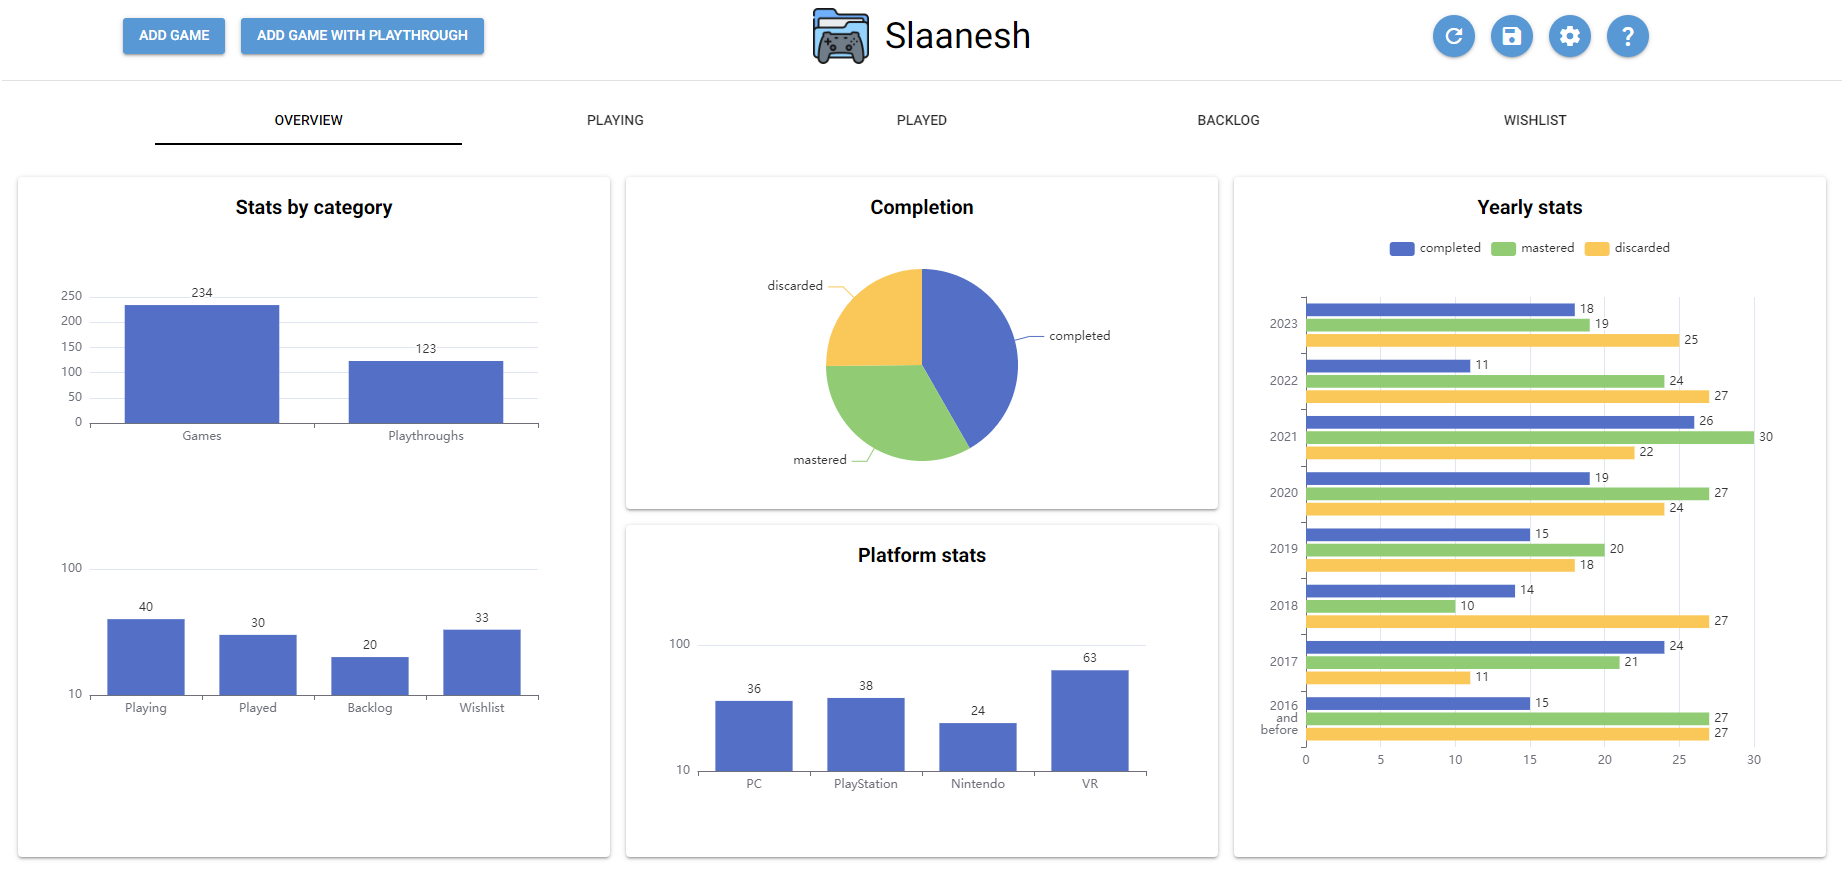 ADD GAME
ADD GAME WITH PLAYTHROUGH
Slaanesh
?
OVERVIEW
PLAYING
PLAYED
BACKLOG
WISHLIST
Stats by category
250
200
150
100
50
0
234
123
Games
Playthroughs
100
10
40
30
20
33
Playing
Played
Backlog
Wishlist
Completion
discarded
completed
mastered
Platform stats
100
10
36
38
24
63
PC
PlayStation
Nintendo
VR
Yearly stats
completed
mastered
discarded
2023
18
19
25
2022
11
24
27
2021
26
30
22
2020
19
27
24
2019
15
20
18
2018
14
10
27
2017
24
21
11
2016
and
before
15
27
27
0
5
10
15
20
25
30